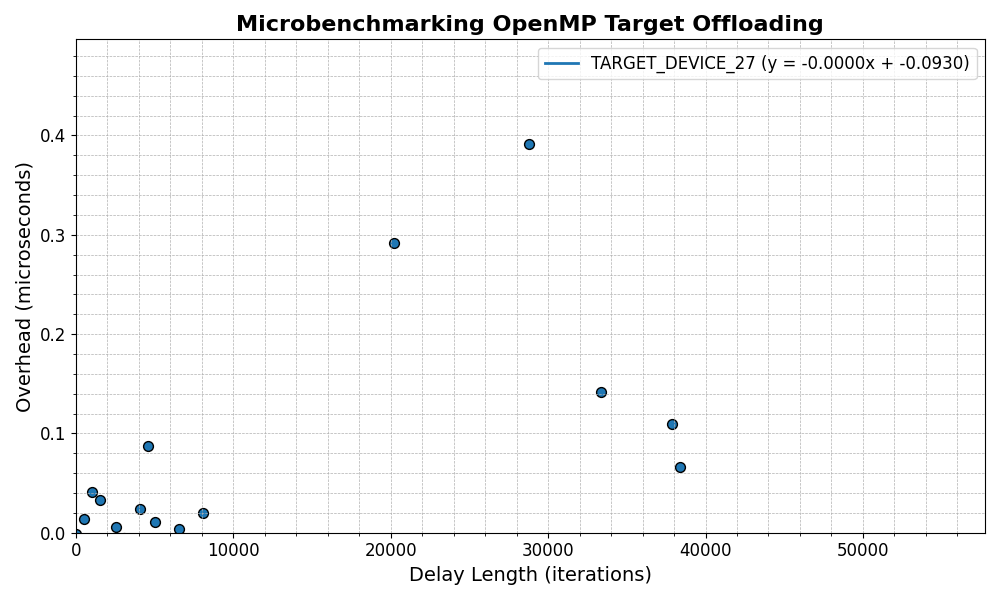 Microbenchmarking OpenMP Target Offloading
TARGET_DEVICE_27 (y = -0.0000x + -0.0930)
Overhead (microseconds)
0.4
0.3
0.2
0.1
0.0
0 10000 20000 30000 40000 50000
Delay Length (iterations)